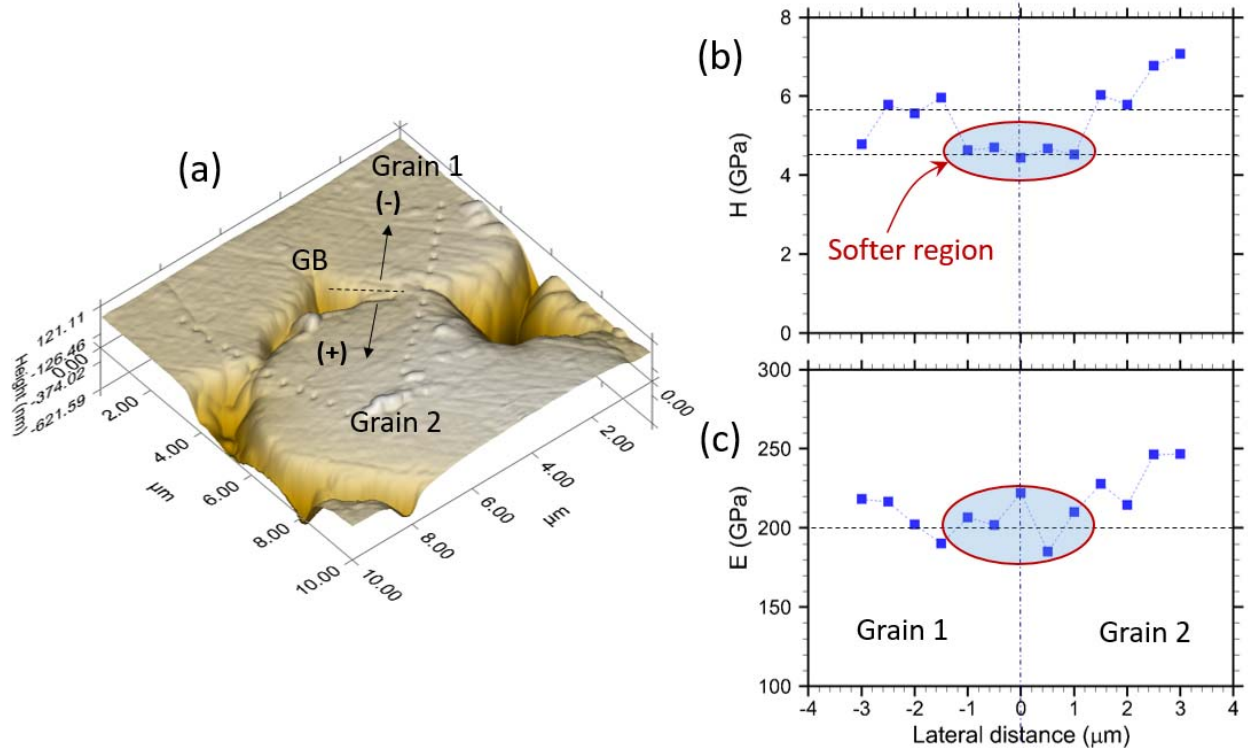 (a)
Grain 1
(-)
GB
(+)
Grain 2
121.11
-126.46
-374.02
-621.59
Height (nm)
0.00
2.00
4.00
6.00
8.00
10.00
µm
10.00
8.00
6.00
4.00
2.00
0.00
µm
(b)
8
6
4
2
0
H (GPa)
Softer region
(c)
300
250
200
150
100
E (GPa)
Grain 1
Grain 2
-4 -3 -2 -1 0 1 2 3 4
Lateral distance (µm)